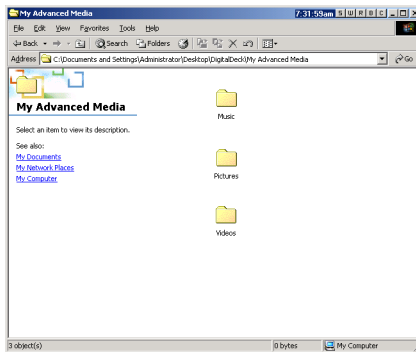 My Advanced Media 7:31:59am S W R B C
File Edit View Favorites Tools Help
Back Search Folders
Address C:\Documents and Settings\Administrator\Desktop\DigitalDeck\My Advanced Media Go
My Advanced Media
Select an item to view its description.
See also:
My Documents
My Network Places
My Computer
Music
Pictures
Videos
3 object(s) 0 bytes My Computer